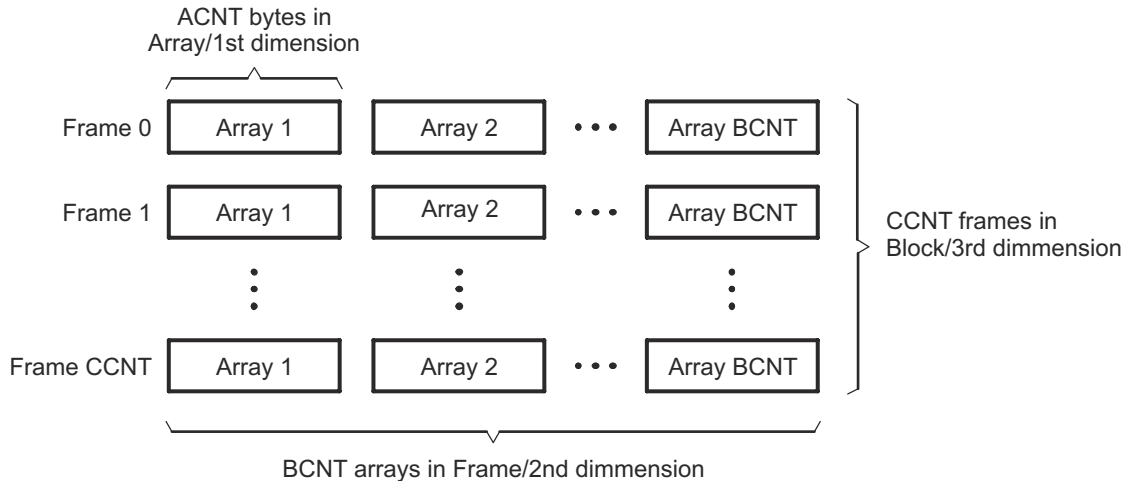 ACNT bytes in
Array/1st dimension
Frame 0 Array 1 Array 2 Array BCNT
Frame 1 Array 1 Array 2 Array BCNT
CCNT frames in
Block/3rd dimmension
Frame CCNT Array 1 Array 2 Array BCNT
BCNT arrays in Frame/2nd dimmension